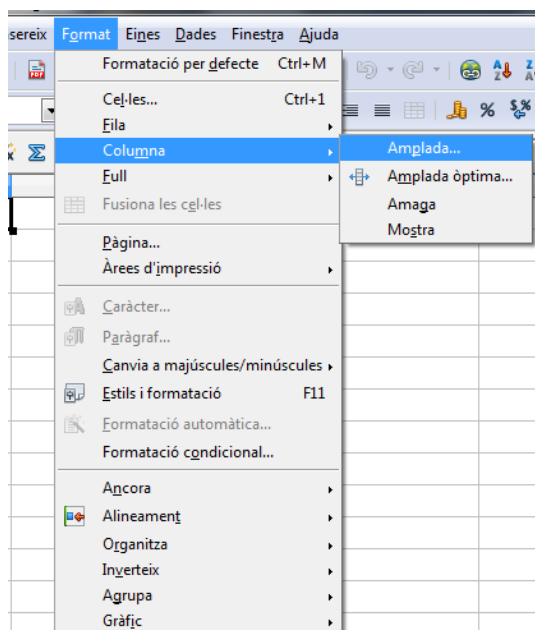 sereix Format Eines Dades Finestra Ajuda
Formatació per defecte Ctrl+M
Cel·les... Ctrl+1
Fila
Columna
Full
Fusiona les cel·les
Pàgina...
Àrees d'impressió
Caràcter...
Paràgraf...
Canvia a majúscules/minúscules
Estils i formatació F11
Formatació automàtica...
Formatació condicional...
Ancora
Alineament
Organitza
Inverteix
Agrupa
Gràfic
Amplada...
Amplada òptima...
Amaga
Mostra